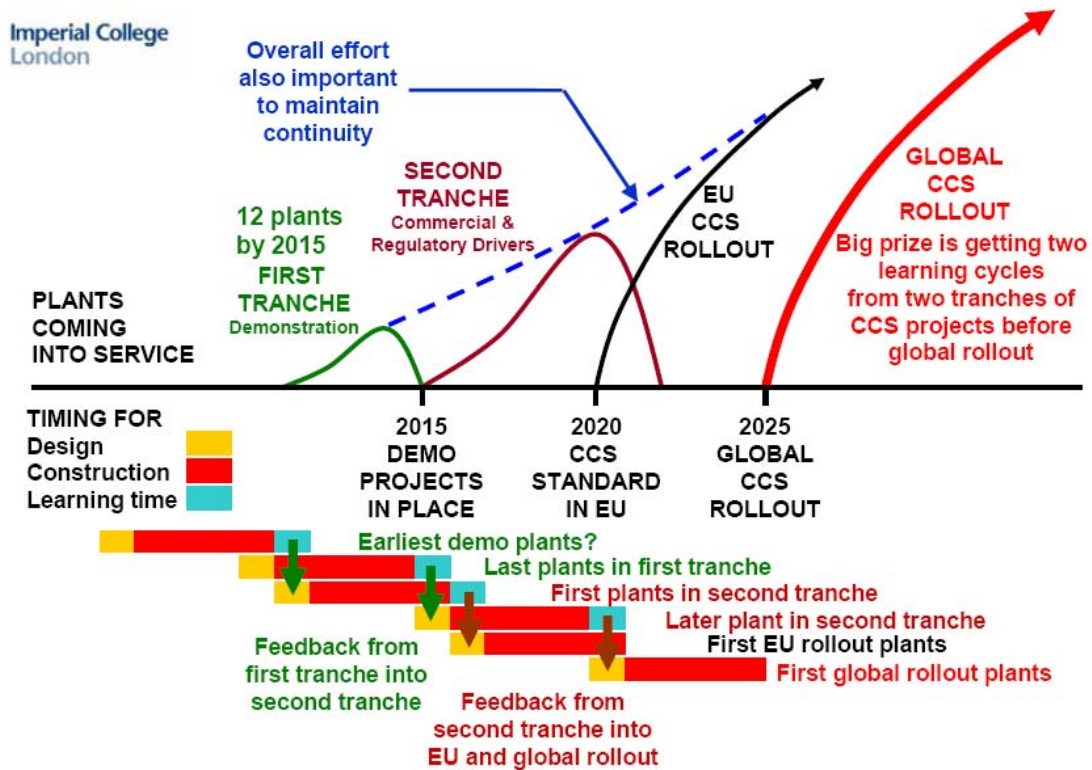 Imperial College
London
Overall effort
also important
to maintain
continuity
SECOND
TRANCHE
Commercial &
Regulatory Drivers
12 plants
by 2015
FIRST
TRANCHE
Demonstration
EU
CCS
ROLLOUT
GLOBAL
CCS
ROLLOUT
Big prize is getting two
learning cycles
from two tranches of
CCS projects before
global rollout
PLANTS
COMING
INTO SERVICE
TIMING FOR
Design
Construction
Learning time
2015
DEMO
PROJECTS
IN PLACE
2020
CCS
STANDARD
IN EU
2025
GLOBAL
CCS
ROLLOUT
Earliest demo plants?
Last plants in first tranche
First plants in second tranche
Later plant in second tranche
First EU rollout plants
First global rollout plants
Feedback from
first tranche into
second tranche
Feedback from
second tranche into
EU and global rollout